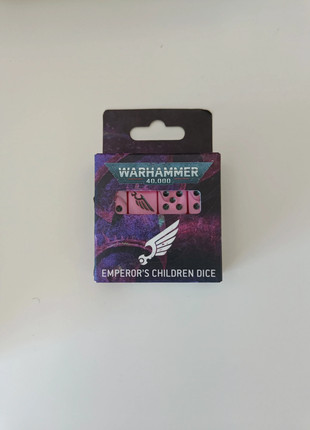 WARHAMMER
40,000
EMPEROR'S CHILDREN DICE